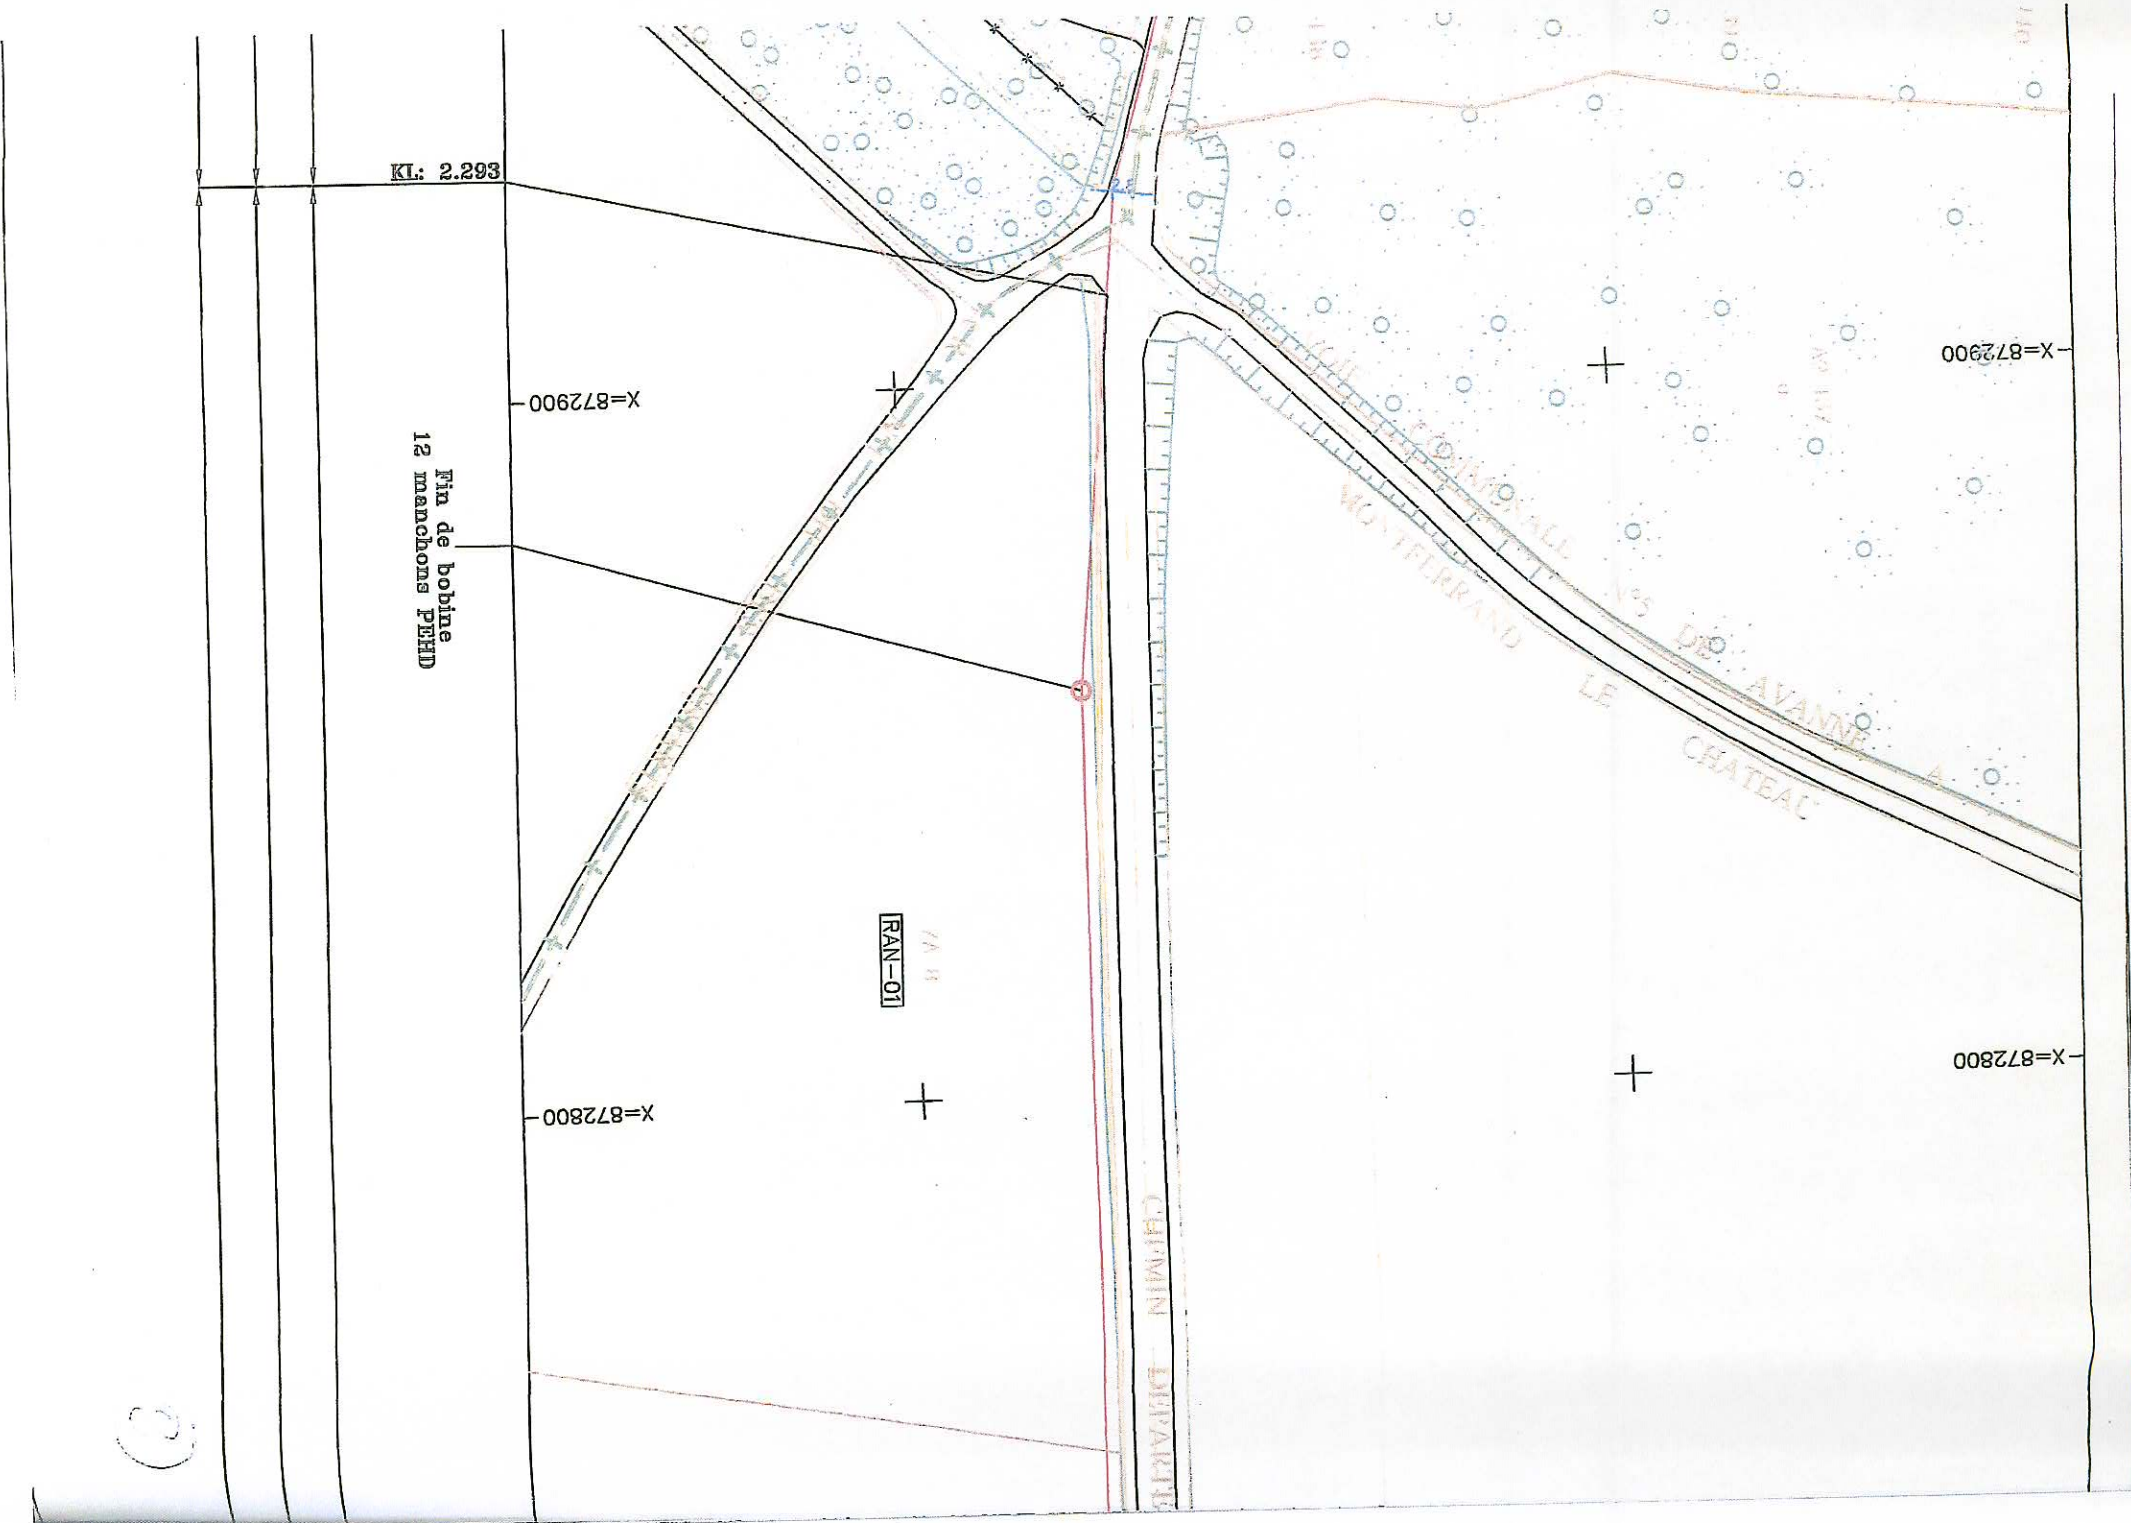 KL: 2.293
X=872900
X=872900
Fin de bobine
12 manchons PEHD
COMMUNALE N°5 DE AVANNE A
MONTFERRAND LE CHATEAU
RAN-01
X=872800
X=872800
CHEMIN DEPARTE